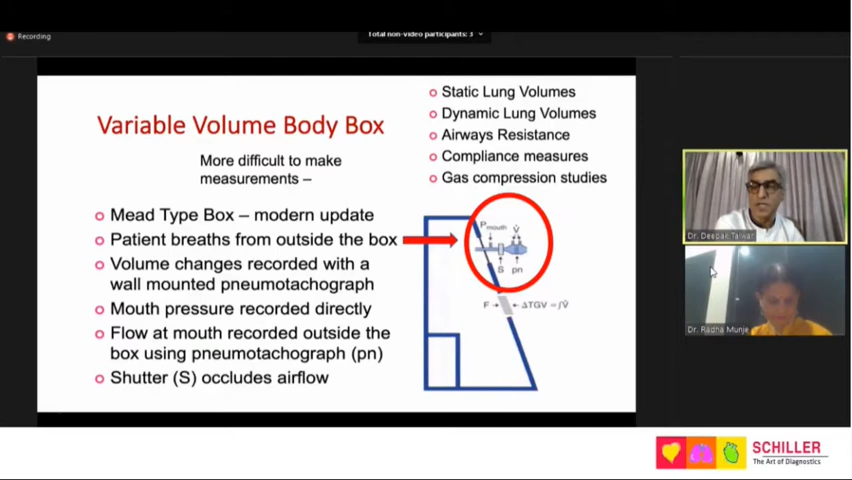 Recording
Total non-video participants: 3
Variable Volume Body Box
More difficult to make
measurements –
Static Lung Volumes
Dynamic Lung Volumes
Airways Resistance
Compliance measures
Gas compression studies
Mead Type Box – modern update
Patient breaths from outside the box
Volume changes recorded with a
wall mounted pneumotachograph
Mouth pressure recorded directly
Flow at mouth recorded outside the
box using pneumotachograph (pn)
Shutter (S) occludes airflow
Pmouth V̇
S pn
F ΔTGV = ∫V̇
Dr. Deepak Talwar
Dr. Radha Munje
SCHILLER
The Art of Diagnostics